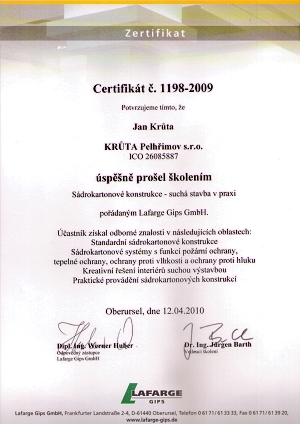 Zertifikat
Certifikát č. 1198-2009
Potvrzujeme tímto, že
Jan Krůta
KRŮTA Pelhřimov s.r.o.
ICO 26085887
úspěšně prošel školením
Sádrokartonové konstrukce - suchá stavba v praxi
pořádaným Lafarge Gips GmbH.
Účastník získal odborné znalosti v následujících oblastech:
Standardní sádrokartonové konstrukce
Sádrokartonové systémy s funkcí požární ochrany,
tepelné ochrany, ochrany proti vlhkosti a ochrany proti hluku
Kreativní řešení interiérů suchou výstavbou
Praktické provádění sádrokartonových konstrukcí
Oberursel, dne 12.04.2010
Dipl. Ing. Werner Huber
Odpovědný zástupce
Lafarge Gips GmbH
Dr. Ing. Jürgen Barth
Vedoucí školení
LAFARGE
GIPS
Lafarge Gips GmbH, Frankfurter Landstraße 2-4, D-61440 Oberursel, Telefon 0 61 71/ 61 33 33, Fax 0 61 71/ 61 39 20,
www.lafarge-gips.de